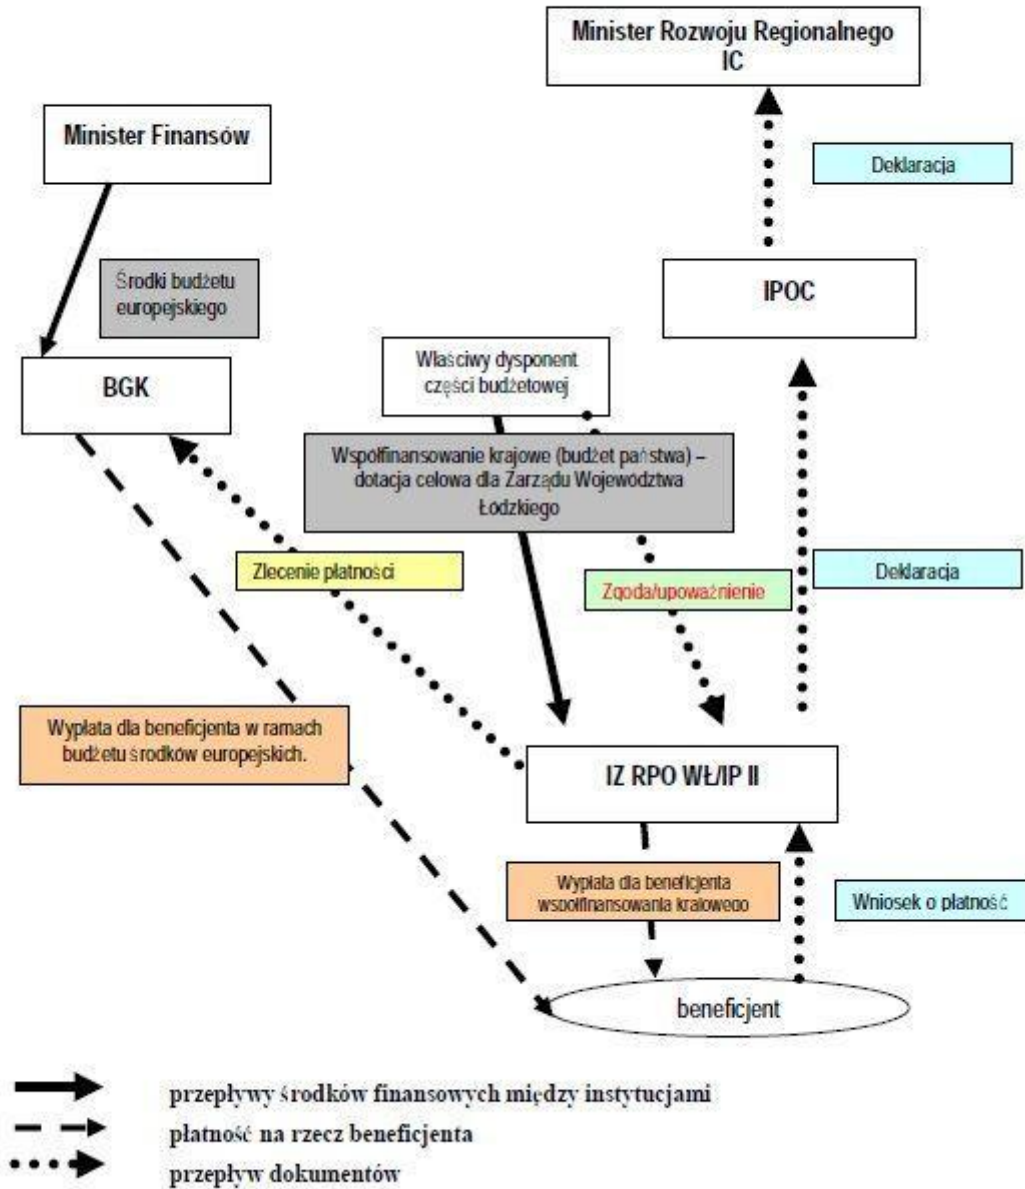 Minister Rozwoju Regionalnego
IC
Minister Finansów
Deklaracja
Środki budżetu
europejskiego
IPOC
BGK
Właściwy dysponent
części budżetowej
Współfinansowanie krajowe (budżet państwa) –
dotacja celowa dla Zarządu Województwa
Łódzkiego
Zlecenie płatności
Zgoda/upoważnienie
Deklaracja
Wypłata dla beneficjenta w ramach
budżetu środków europejskich.
IZ RPO WŁ/IP II
Wypłata dla beneficjenta
współfinansowania krajowego
Wniosek o płatność
beneficjent
przepływy środków finansowych między instytucjami
płatność na rzecz beneficjenta
przepływ dokumentów